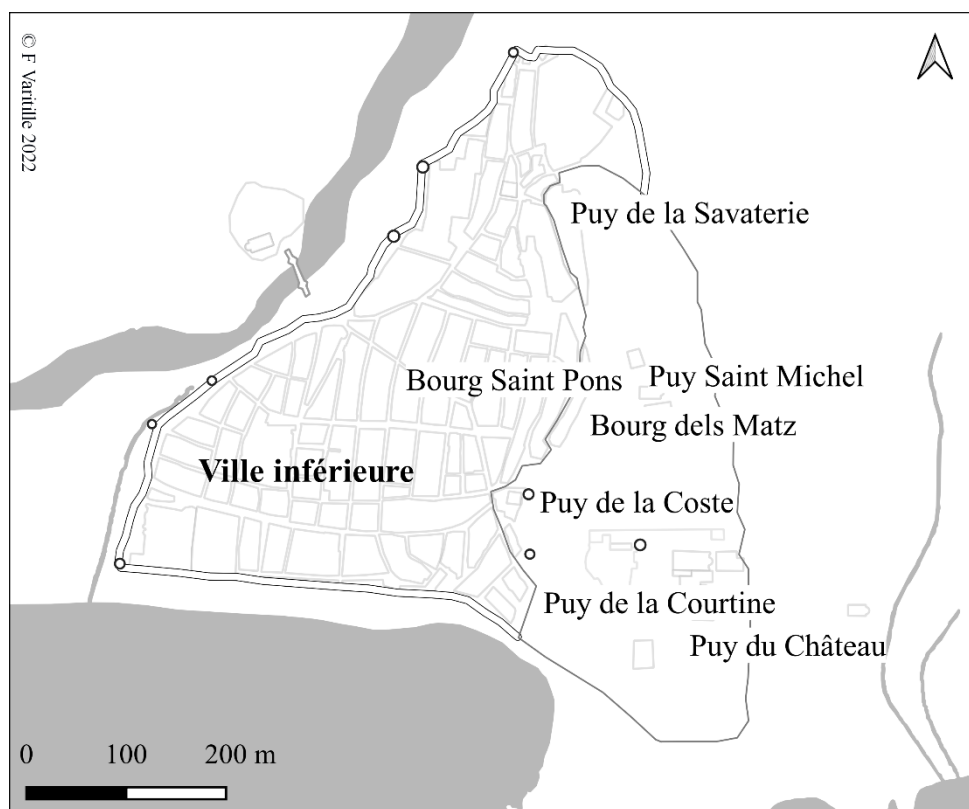 © F Varitille 2022
Puy de la Savaterie
Bourg Saint Pons
Puy Saint Michel
Bourg dels Matz
Ville inférieure
Puy de la Coste
Puy de la Courtine
Puy du Château
0 100 200 m